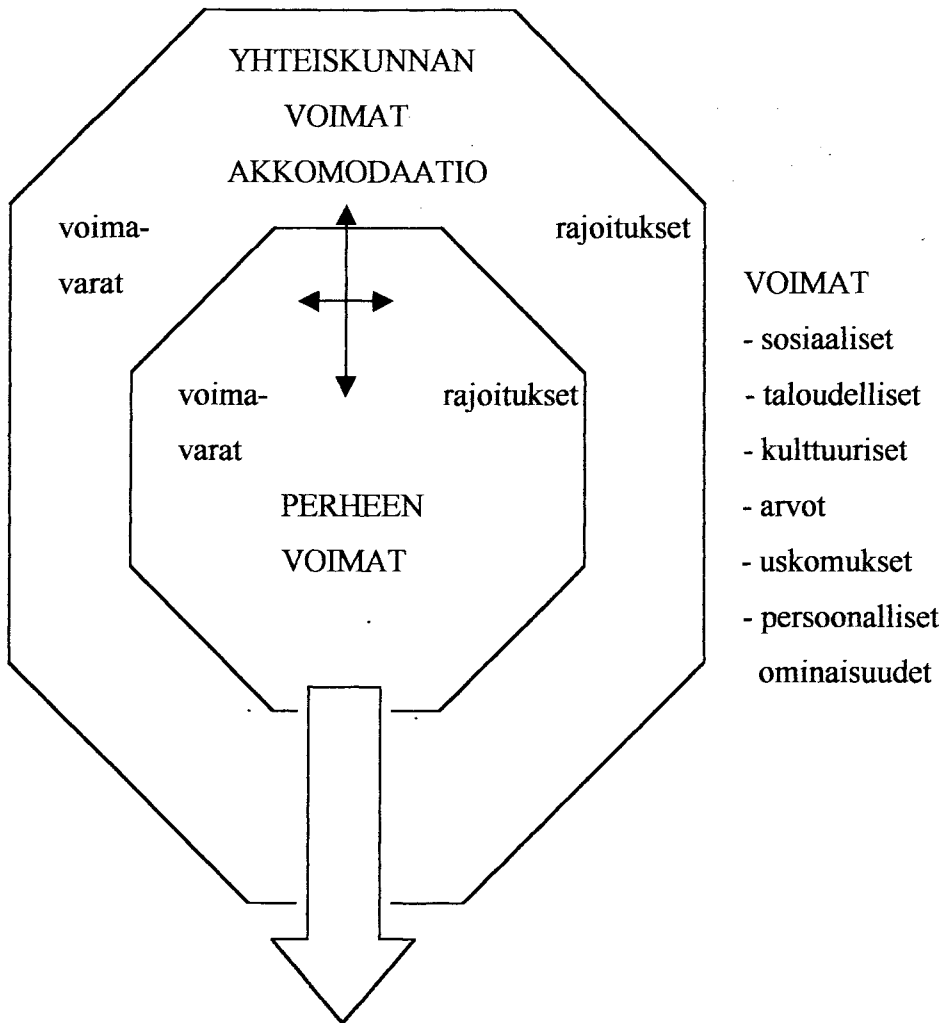 YHTEISKUNNAN
VOIMAT
AKKOMODAATIO
voima-
varat
rajoitukset
voima-
varat
rajoitukset
PERHEEN
VOIMAT
VOIMAT
- sosiaaliset
- taloudelliset
- kulttuuriset
- arvot
- uskomukset
- persoonalliset
ominaisuudet